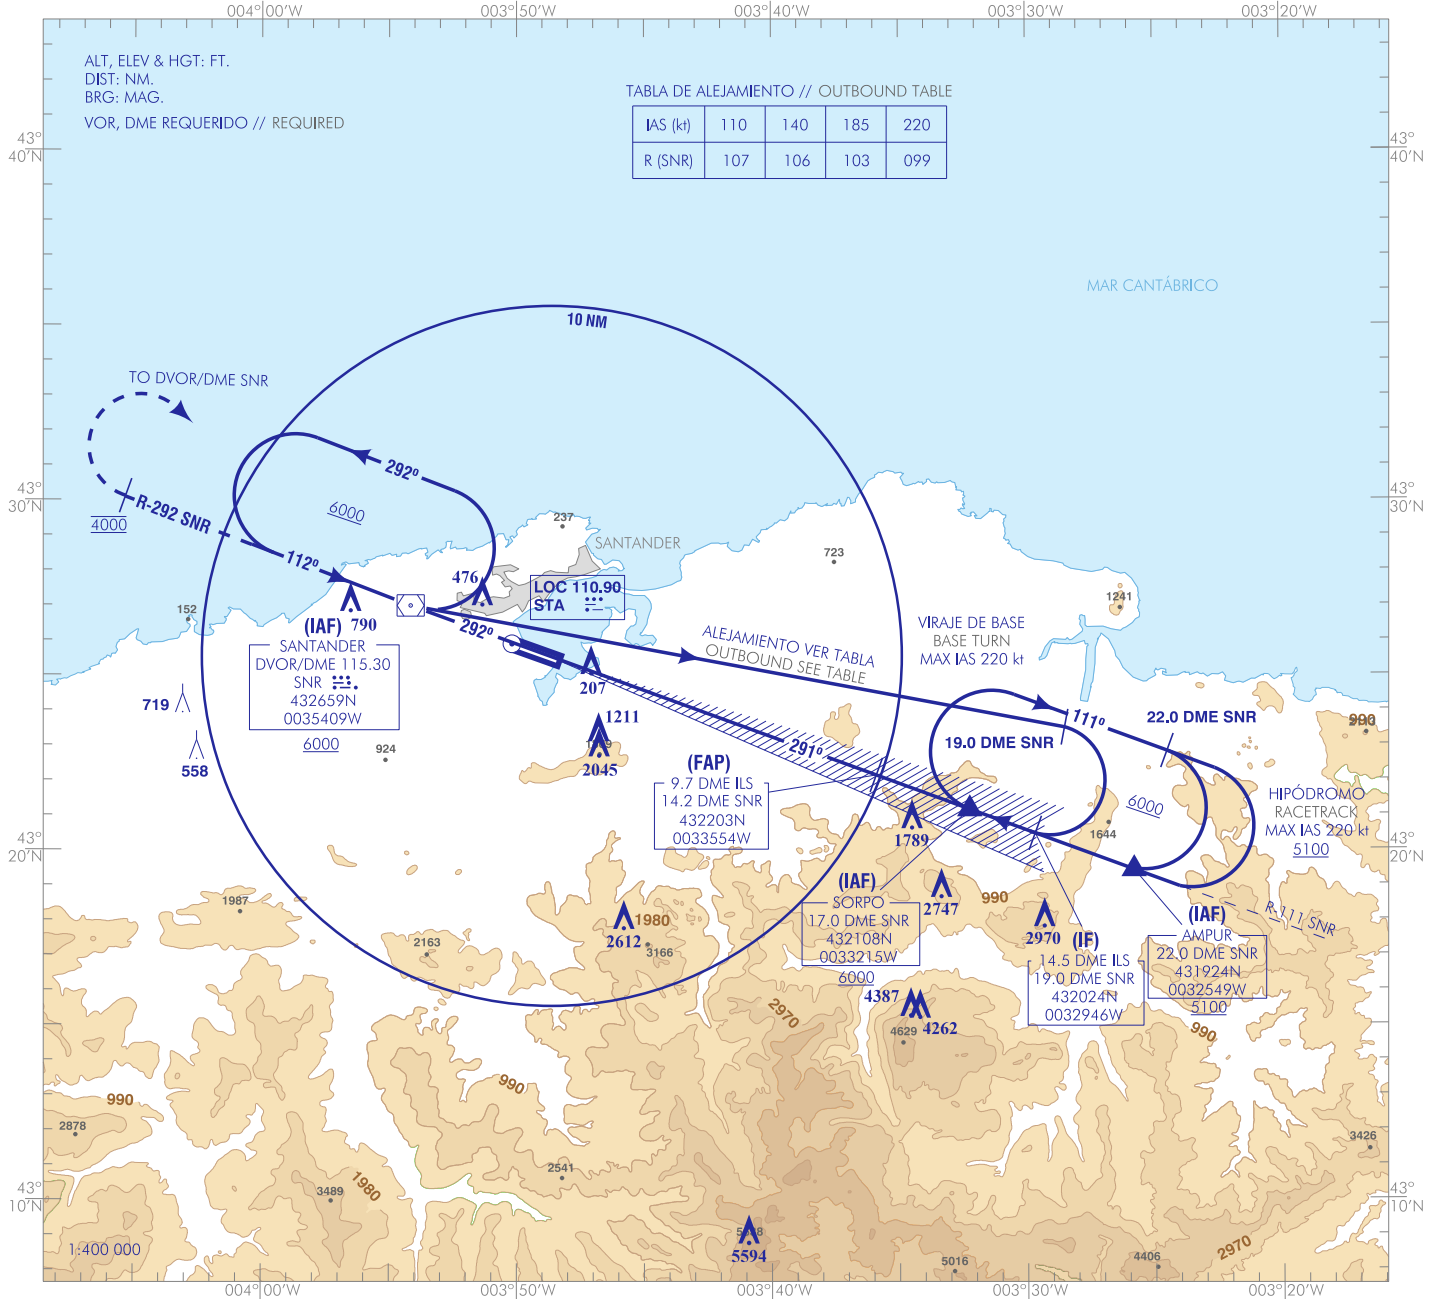 004°00'W
003°50'W
003°40'W
003°30'W
003°20'W
ALT, ELEV & HGT: FT.
DIST: NM.
BRG: MAG.
VOR, DME REQUERIDO // REQUIRED
TABLA DE ALEJAMIENTO // OUTBOUND TABLE
IAS (kt) 110 140 185 220
R (SNR) 107 106 103 099
43°
40'N
43°
40'N
MAR CANTÁBRICO
10 NM
TO DVOR/DME SNR
292º
43°
30'N
43°
30'N
R-292 SNR
4000
6000
237
SANTANDER
723
112º
476
LOC 110.90
STA
1241
152
790
292º
(IAF)
SANTANDER
DVOR/DME 115.30
SNR
432659N
0035409W
6000
ALEJAMIENTO VER TABLA
OUTBOUND SEE TABLE
VIRAJE DE BASE
BASE TURN
MAX IAS 220 kt
207
719
558
924
1211
2045
111º
22.0 DME SNR
19.0 DME SNR
990
291º
(FAP)
9.7 DME ILS
14.2 DME SNR
432203N
0033554W
6000
HIPÓDROMO
RACETRACK
MAX IAS 220 kt
5100
1789
1644
43°
20'N
43°
20'N
(IAF)
SORPO
17.0 DME SNR
432108N
0033215W
6000
2747
990
2970
R-111 SNR
(IF)
14.5 DME ILS
19.0 DME SNR
432024N
0032946W
(IAF)
AMPUR
22.0 DME SNR
431924N
0032549W
5100
1987
2163
1980
2612
3166
2970
4387
4262
4629
990
990
990
2878
3489
1980
2541
3426
43°
10'N
43°
10'N
1:400 000
5594
5016
4406
2970
004°00'W
003°50'W
003°40'W
003°30'W
003°20'W